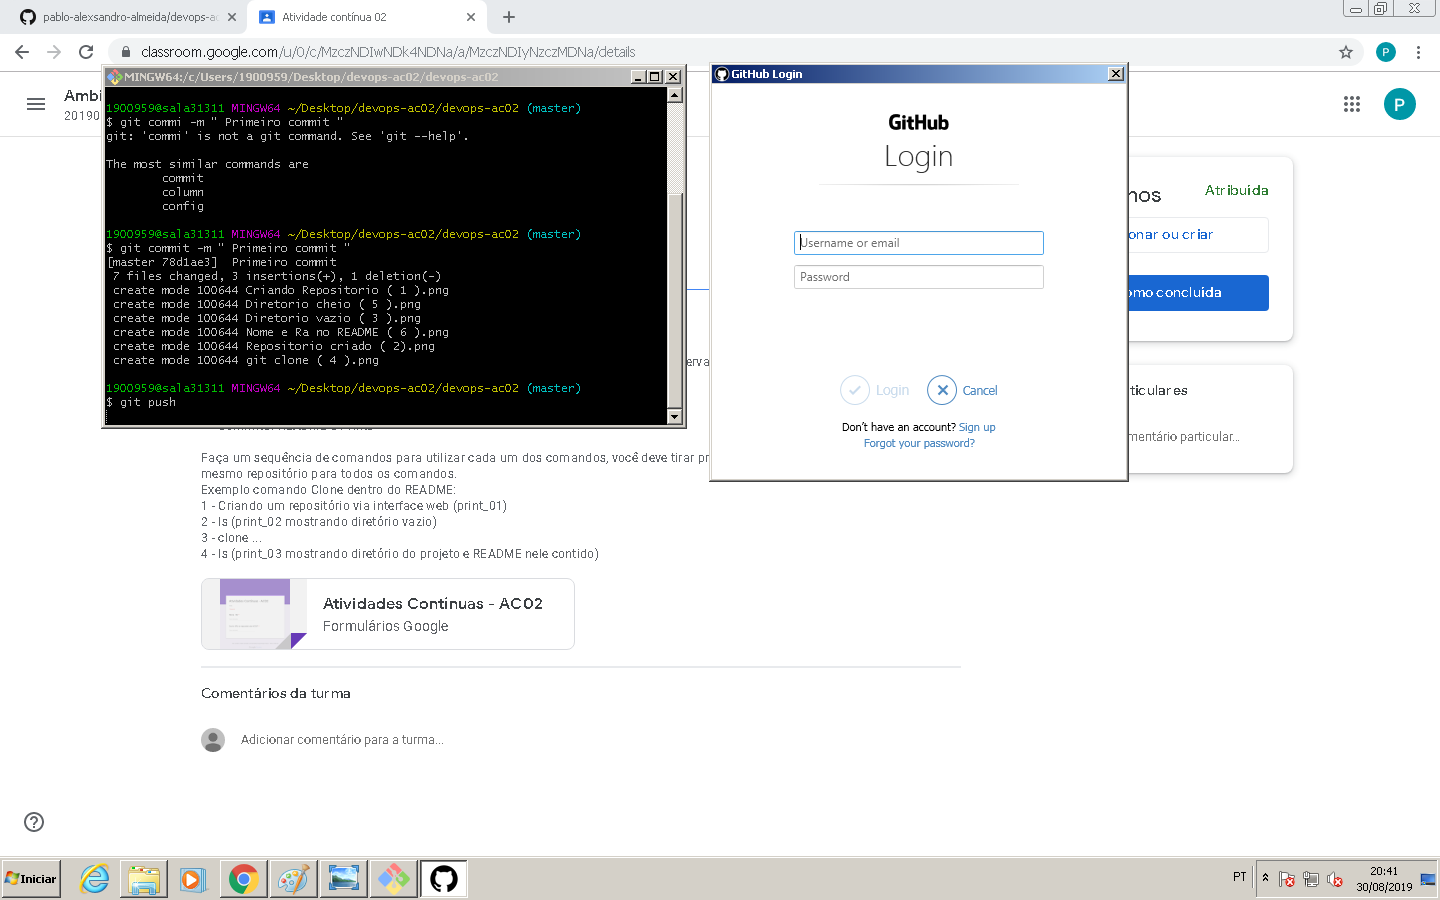 pablo-alexsandro-almeida/devops-ac
Atividade contínua 02
classroom.google.com/u/0/c/MzczNDIwNDk4NDNa/a/MzczNDIyNzczMDNa/details
P
MINGW64:/c/Users/1900959/Desktop/devops-ac02/devops-ac02
1900959@sala31311 MINGW64 ~/Desktop/devops-ac02/devops-ac02 (master)
$ git commi -m " Primeiro commit "
git: 'commi' is not a git command. See 'git --help'.
The most similar commands are
commit
column
config
1900959@sala31311 MINGW64 ~/Desktop/devops-ac02/devops-ac02 (master)
$ git commit -m " Primeiro commit "
[master 78d1ae3]  Primeiro commit
7 files changed, 3 insertions(+), 1 deletion(-)
create mode 100644 Criando Repositorio ( 1 ).png
create mode 100644 Diretorio cheio ( 5 ).png
create mode 100644 Diretorio vazio ( 3 ).png
create mode 100644 Nome e Ra no README ( 6 ).png
create mode 100644 Repositorio criado ( 2).png
create mode 100644 git clone ( 4 ).png
1900959@sala31311 MINGW64 ~/Desktop/devops-ac02/devops-ac02 (master)
$ git push
GitHub Login
GitHub
Login
Username or email
Password
Login
Cancel
Don't have an account? Sign up
Forgot your password?
Ambi
20190
P
nos
Atribuída
onar ou criar
omo concluída
ticulares
mentário particular...
erva
Faça um sequência de comandos para utilizar cada um dos comandos, você deve tirar pr
mesmo repositório para todos os comandos.
Exemplo comando Clone dentro do README:
1 - Criando um repositório via interface web (print_01)
2 - ls (print_02 mostrando diretório vazio)
3 - clone ...
4 - ls (print_03 mostrando diretório do projeto e README nele contido)
Atividades Contínuas - AC02
Formulários Google
Comentários da turma
Adicionar comentário para a turma...
Iniciar
PT
20:41
30/08/2019